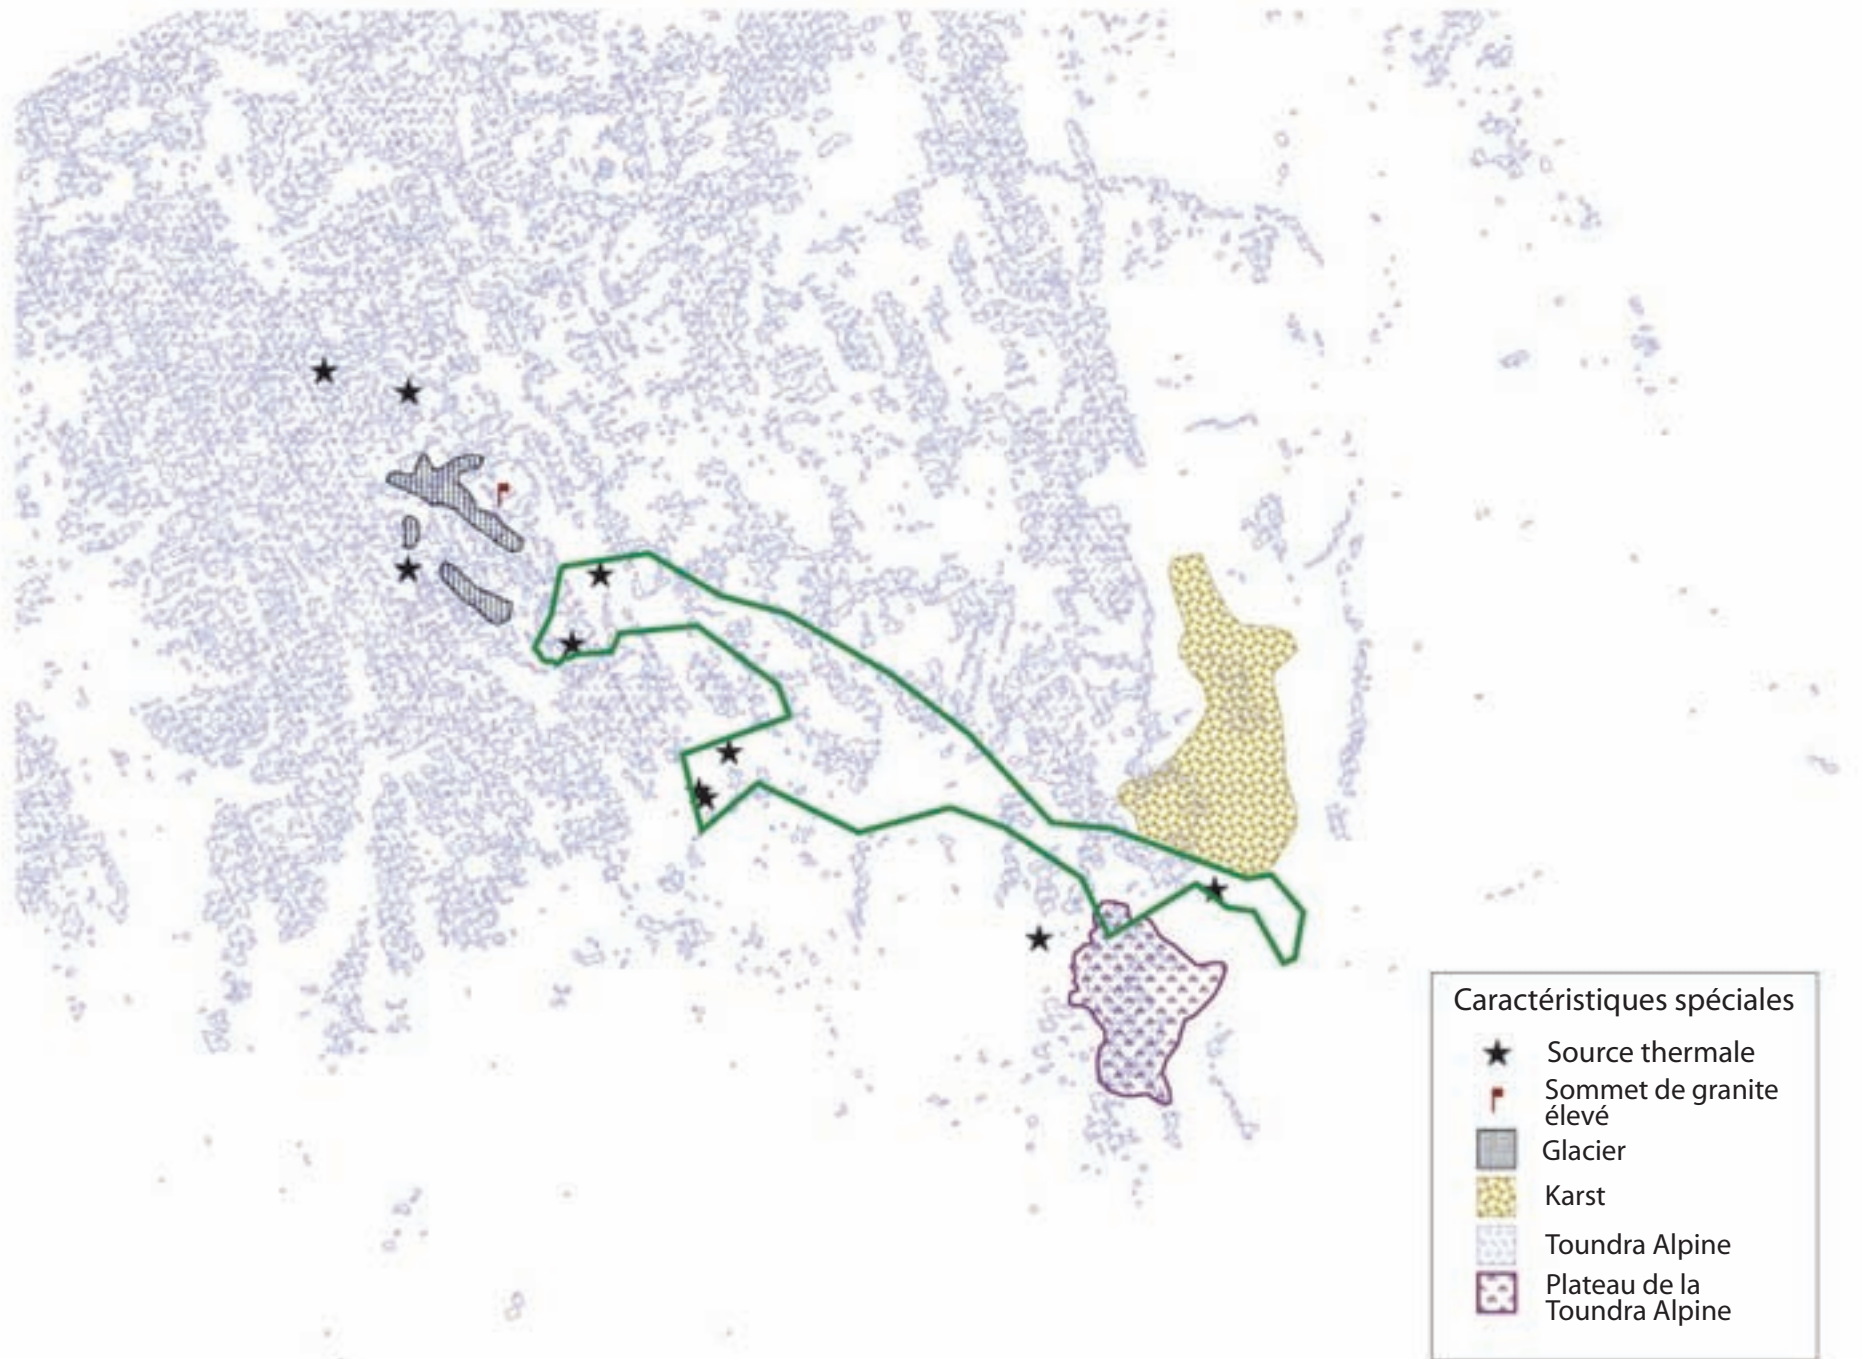 Caractéristiques spéciales
Source thermale
Sommet de granite
élevé
Glacier
Karst
Toundra Alpine
Plateau de la
Toundra Alpine